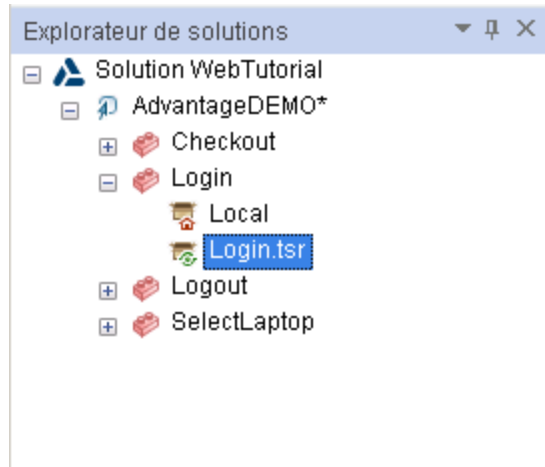 Explorateur de solutions
Solution WebTutorial
AdvantageDEMO*
Checkout
Login
Local
Login.tsr
Logout
SelectLaptop